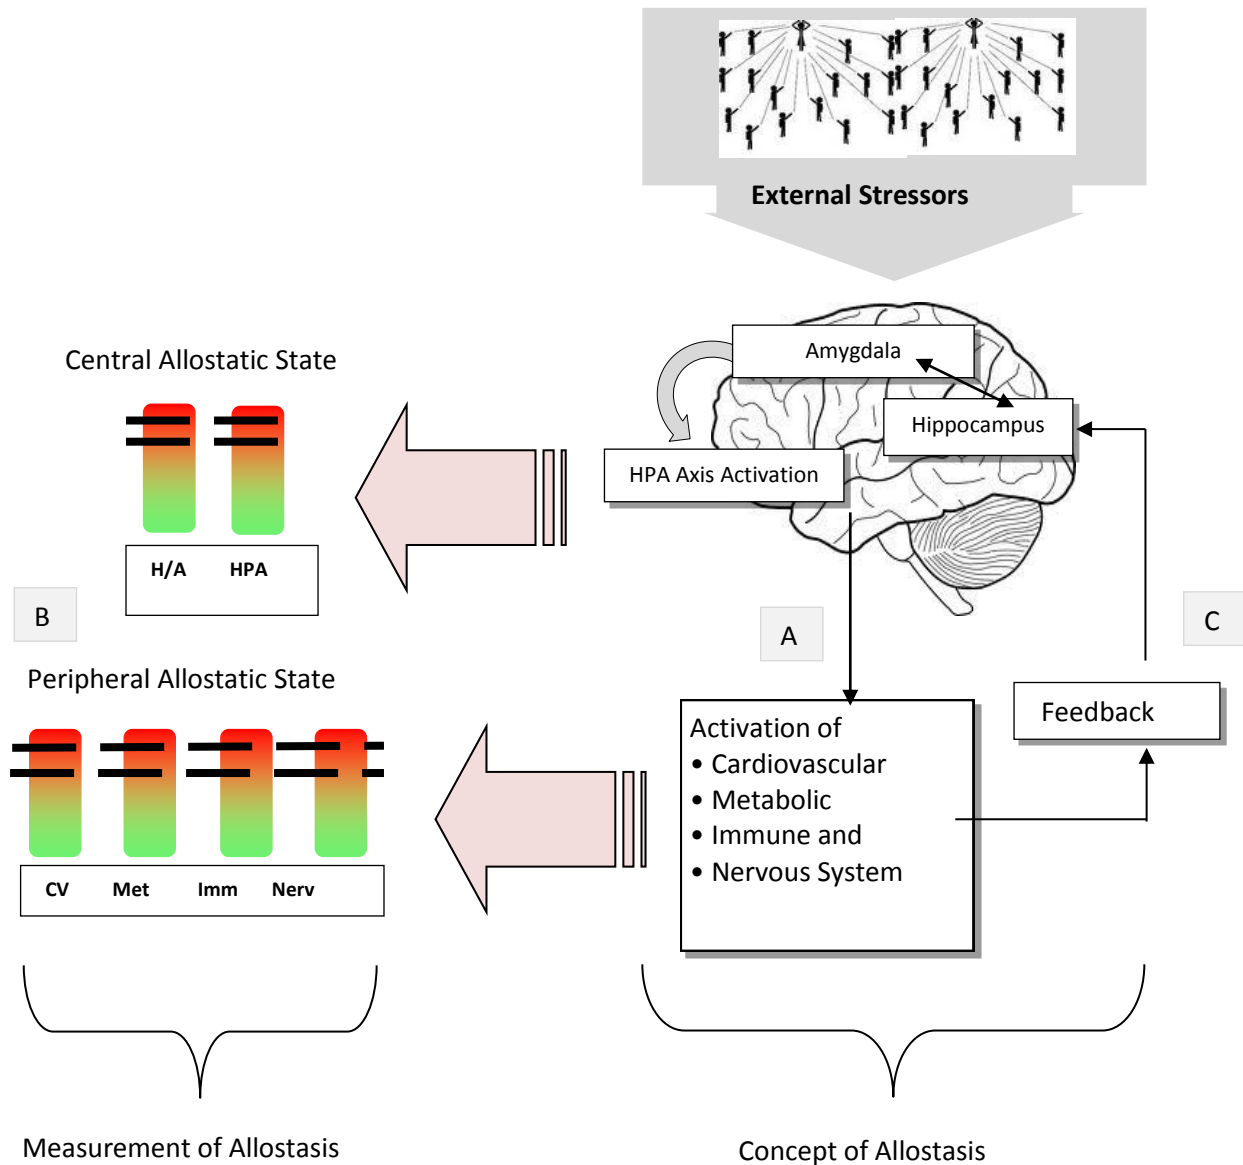 External Stressors
Central Allostatic State
Amygdala
Hippocampus
HPA Axis Activation
H/A HPA
B
A
C
Peripheral Allostatic State
Feedback
Activation of
• Cardiovascular
• Metabolic
• Immune and
• Nervous System
CV Met Imm Nerv
Measurement of Allostasis
Concept of Allostasis